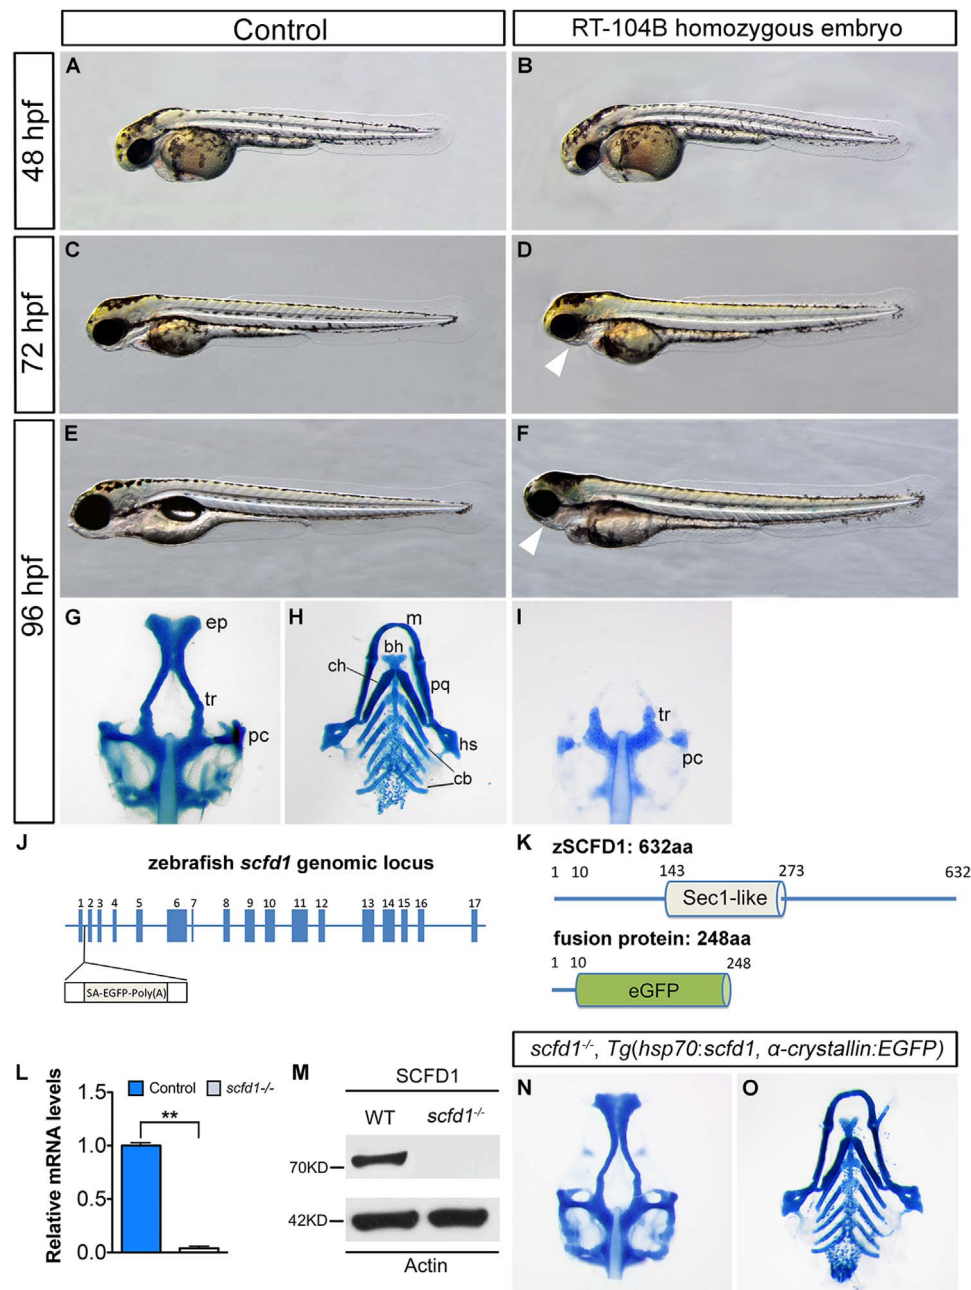 Control
RT-104B homozygous embryo
48 hpf
A
B
72 hpf
C
D
96 hpf
E
F
G
ep
tr
pc
H
m
bh
ch
pq
hs
cb
I
tr
pc
J
zebrafish scfd1 genomic locus
1 2 3 4 5 6 7 8 9 10 11 12 13 14 15 16 17
SA-EGFP-Poly(A)
K
zSCFD1: 632aa
1 10 143 273 632
Sec1-like
fusion protein: 248aa
1 10 248
eGFP
L
Control scfd1-/-
Relative mRNA levels
1.5
1.0
0.5
0.0
**
M
SCFD1
WT scfd1-/-
70KD
42KD
Actin
scfd1-/-, Tg(hsp70:scfd1, α-crystallin:EGFP)
N
O